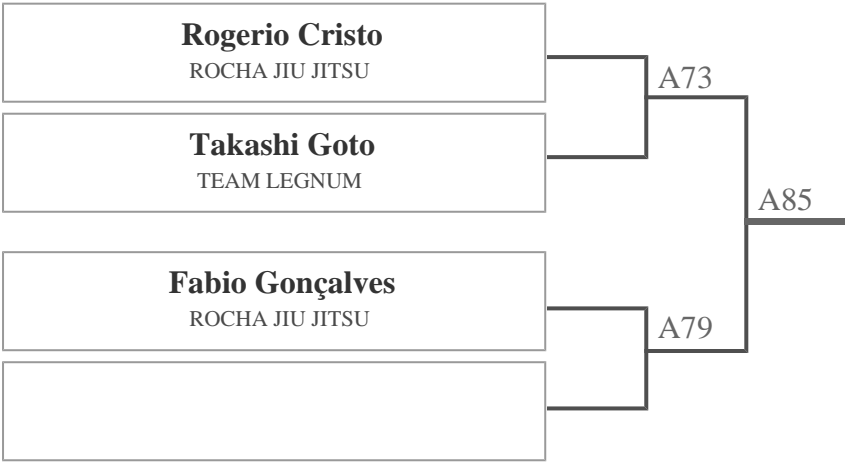 Rogerio Cristo
ROCHA JIU JITSU
A73
Takashi Goto
TEAM LEGNUM
A85
Fabio Gonçalves
ROCHA JIU JITSU
A79